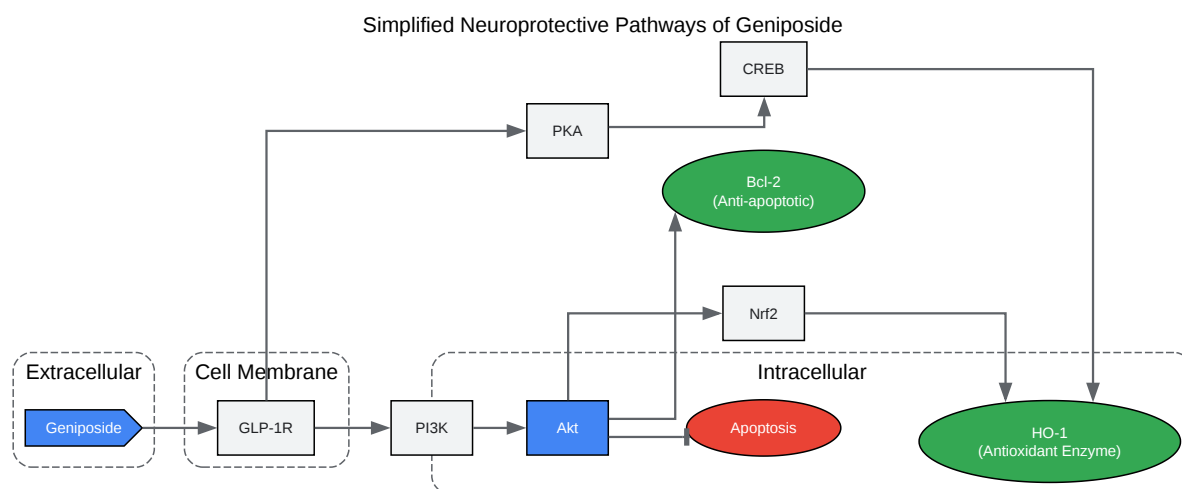 Simplified Neuroprotective Pathways of Geniposide
CREB
PKA
Bcl-2
(Anti-apoptotic)
Nrf2
Extracellular
Cell Membrane
Intracellular
Geniposide
GLP-1R
PI3K
Akt
Apoptosis
HO-1
(Antioxidant Enzyme)